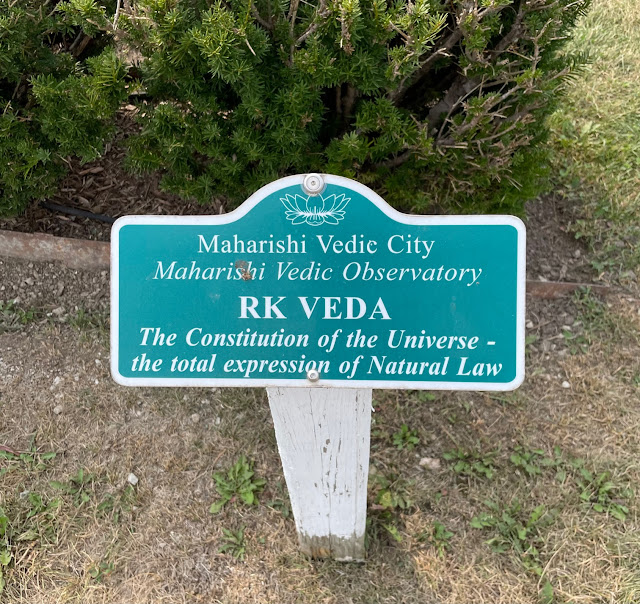 Maharishi Vedic City
Maharishi Vedic Observatory
RK VEDA
The Constitution of the Universe -
the total expression of Natural Law